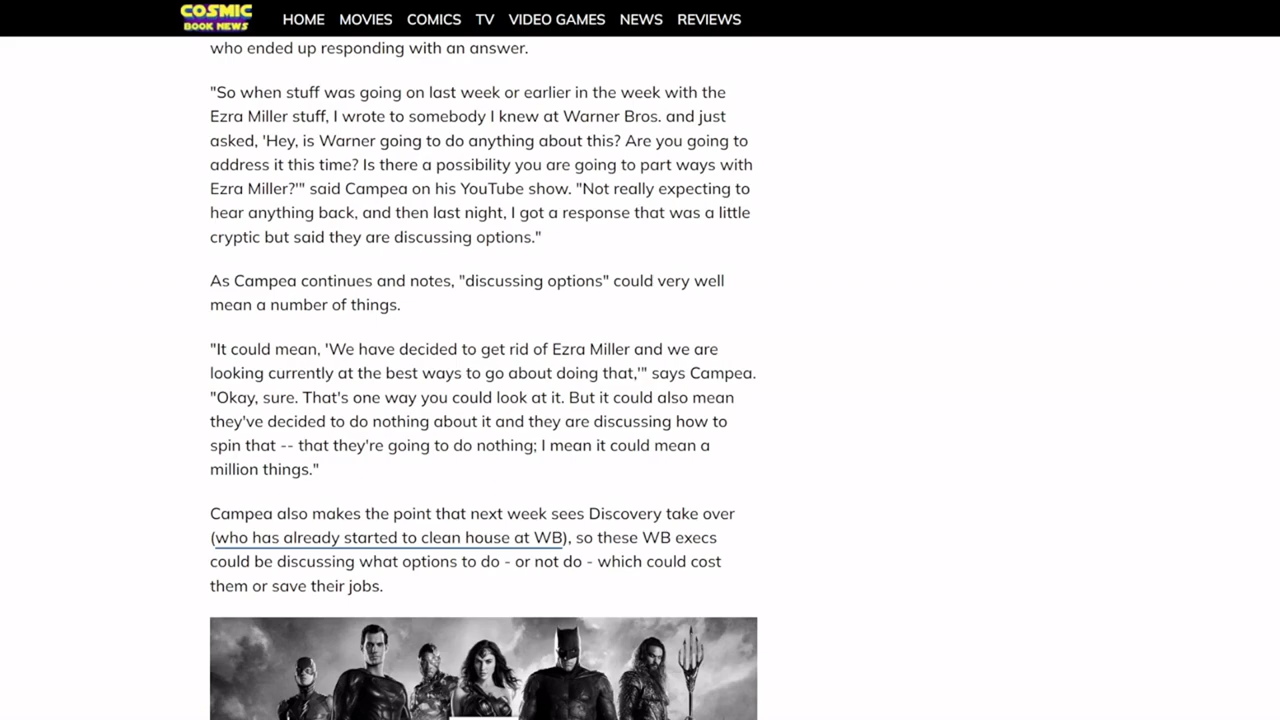 COSMIC
BOOK NEWS
HOME MOVIES COMICS TV VIDEO GAMES NEWS REVIEWS
who ended up responding with an answer.
"So when stuff was going on last week or earlier in the week with the
Ezra Miller stuff, I wrote to somebody I knew at Warner Bros. and just
asked, 'Hey, is Warner going to do anything about this? Are you going to
address it this time? Is there a possibility you are going to part ways with
Ezra Miller?'" said Campea on his YouTube show. "Not really expecting to
hear anything back, and then last night, I got a response that was a little
cryptic but said they are discussing options."
As Campea continues and notes, "discussing options" could very well
mean a number of things.
"It could mean, 'We have decided to get rid of Ezra Miller and we are
looking currently at the best ways to go about doing that,'" says Campea.
"Okay, sure. That's one way you could look at it. But it could also mean
they've decided to do nothing about it and they are discussing how to
spin that -- that they're going to do nothing; I mean it could mean a
million things."
Campea also makes the point that next week sees Discovery take over
(who has already started to clean house at WB), so these WB execs
could be discussing what options to do - or not do - which could cost
them or save their jobs.